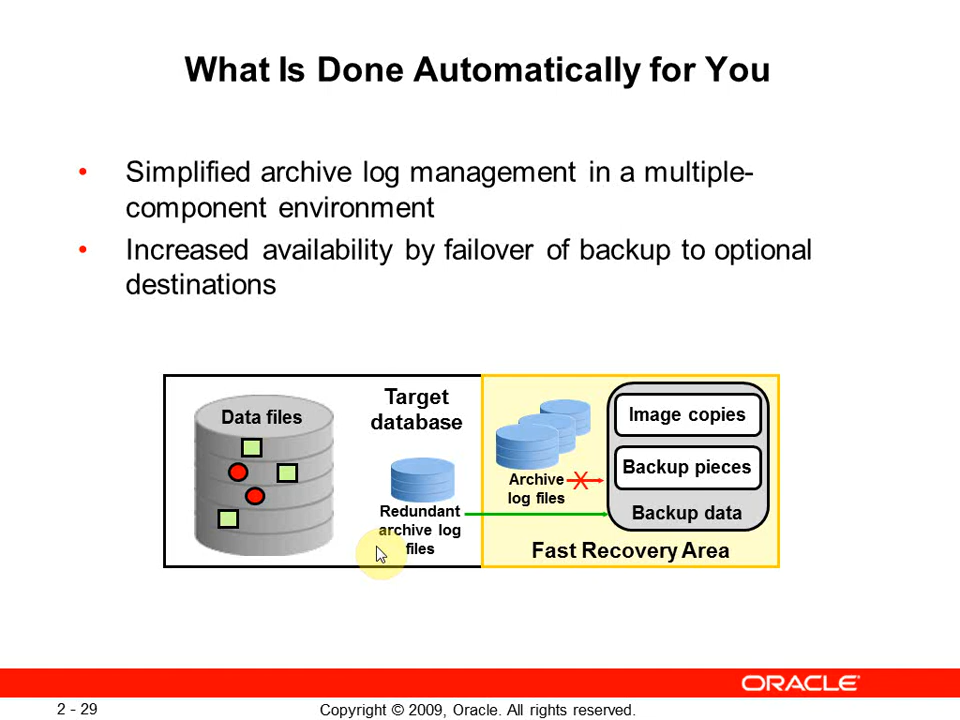 What Is Done Automatically for You
• Simplified archive log management in a multiple-
component environment
• Increased availability by failover of backup to optional
destinations
Data files
Target
database
Redundant
archive log
files
Archive
log files
X
Image copies
Backup pieces
Backup data
Fast Recovery Area
ORACLE
2 - 29
Copyright © 2009, Oracle. All rights reserved.